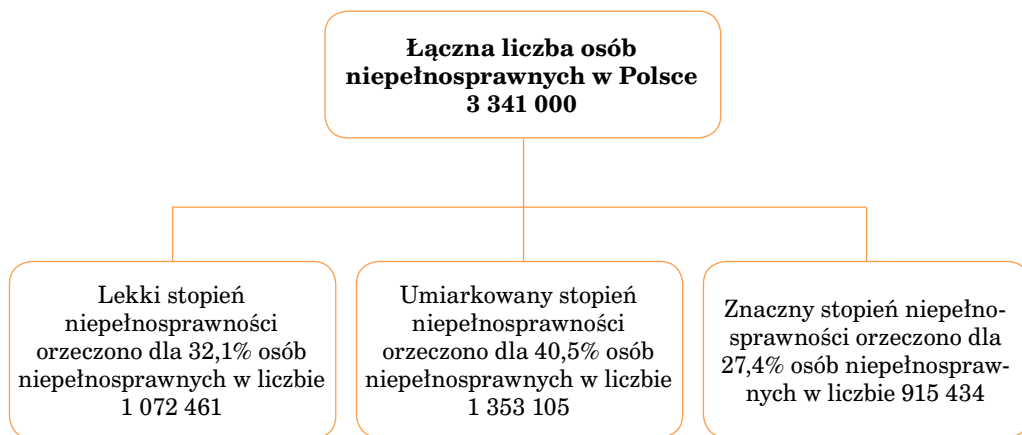 Łączna liczba osób
niepełnosprawnych w Polsce
3 341 000
Lekki stopień
niepełnosprawności
orzeczono dla 32,1% osób
niepełnosprawnych w liczbie
1 072 461
Umiarkowany stopień
niepełnosprawności
orzeczono dla 40,5% osób
niepełnosprawnych w liczbie
1 353 105
Znaczny stopień niepełno-
sprawności orzeczono dla
27,4% osób niepełnospraw-
nych w liczbie 915 434